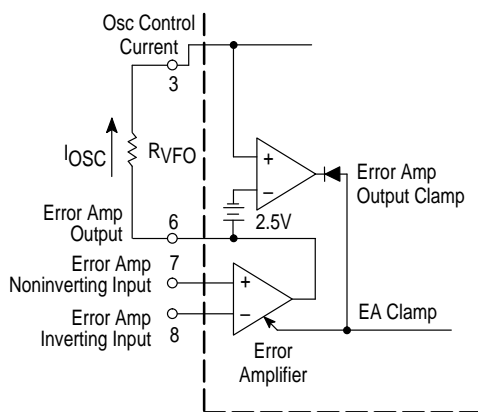 Osc Control
Current
3
IOSC
RVFO
+
−
Error Amp
Output Clamp
2.5V
Error Amp
Output
6
Error Amp
Noninverting Input
7
+
−
Error Amp
Inverting Input
8
EA Clamp
Error
Amplifier